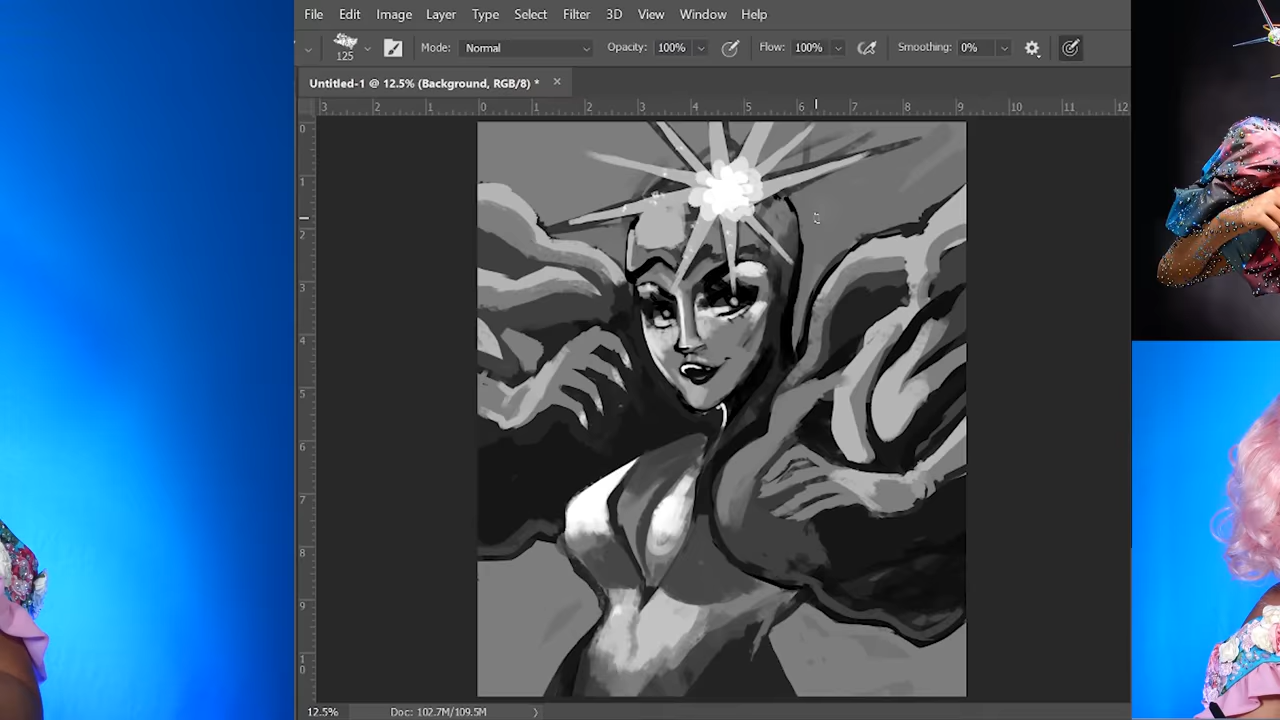 File Edit Image Layer Type Select Filter 3D View Window Help
125 Mode: Normal Opacity: 100% Flow: 100% Smoothing: 0%
Untitled-1 @ 12.5% (Background, RGB/8) * ×
3 2 1 0 1 2 3 4 5 6 7 8 9 10 11 12
0
1
2
3
4
5
6
7
8
9
1
0
12.5% Doc: 102.7M/109.5M